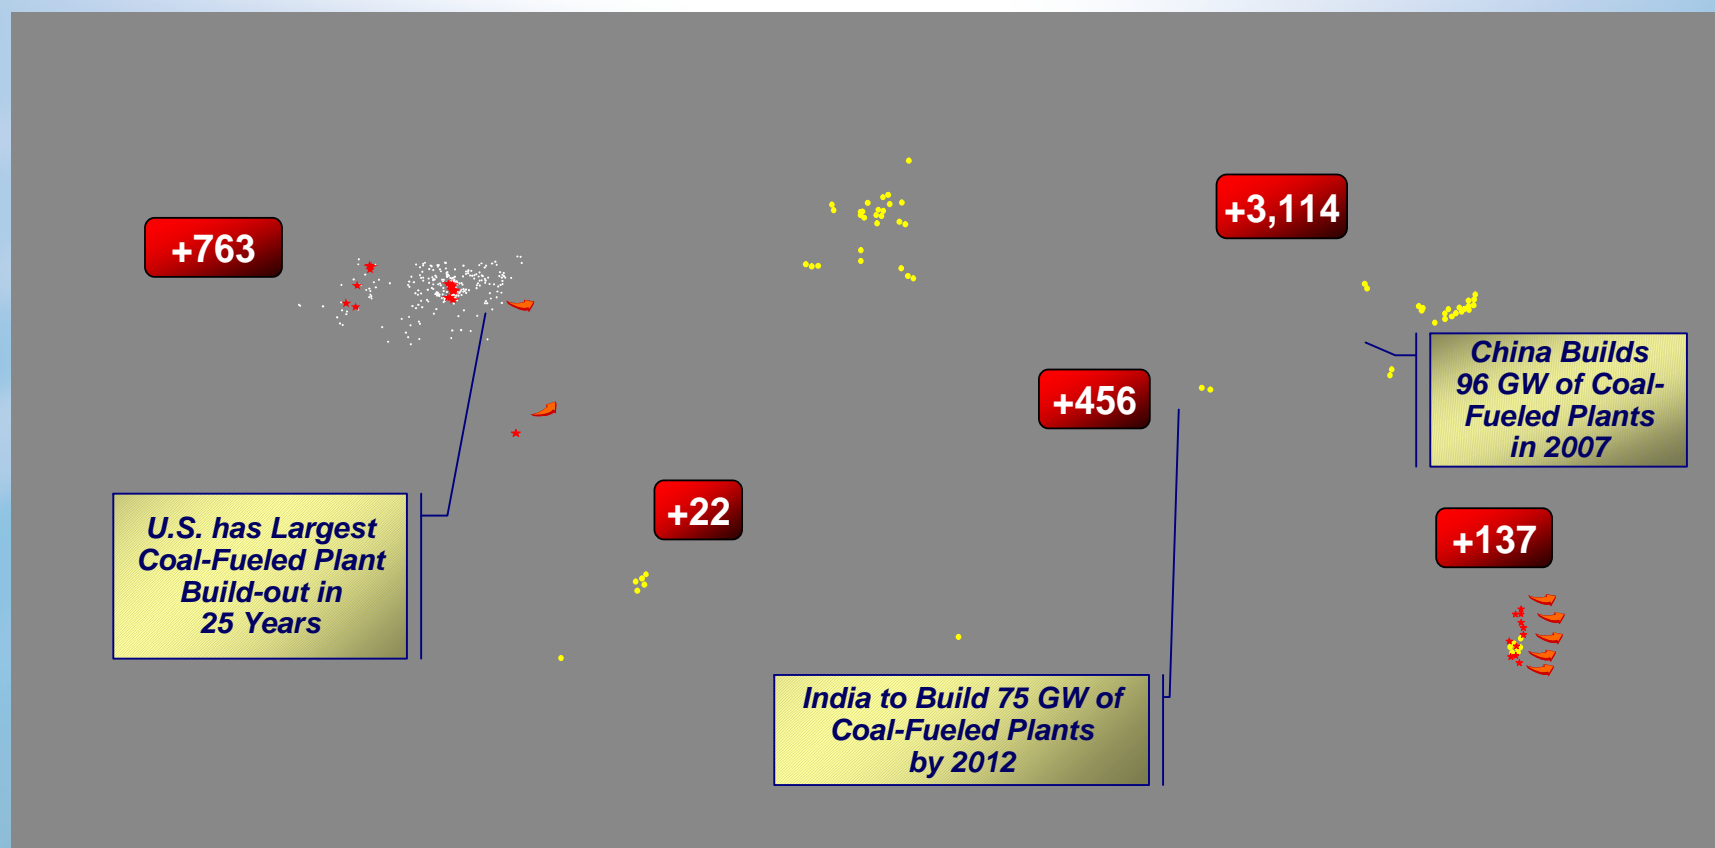 +763
+3,114
+456
China Builds
96 GW of Coal-
Fueled Plants
in 2007
+22
U.S. has Largest
Coal-Fueled Plant
Build-out in
25 Years
+137
India to Build 75 GW of
Coal-Fueled Plants
by 2012